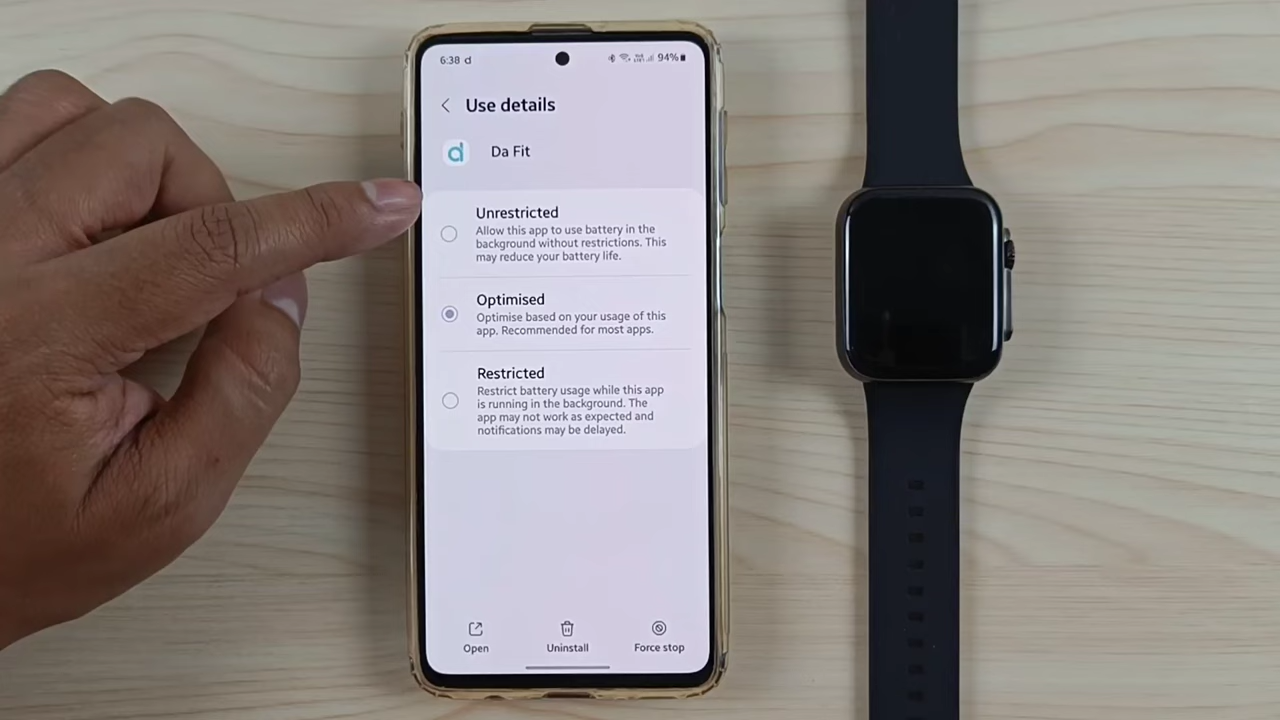 6:38 d
94%
Use details
Da Fit
Unrestricted
Allow this app to use battery in the
background without restrictions. This
may reduce your battery life.
Optimised
Optimise based on your usage of this
app. Recommended for most apps.
Restricted
Restrict battery usage while this app
is running in the background. The
app may not work as expected and
notifications may be delayed.
Open
Uninstall
Force stop